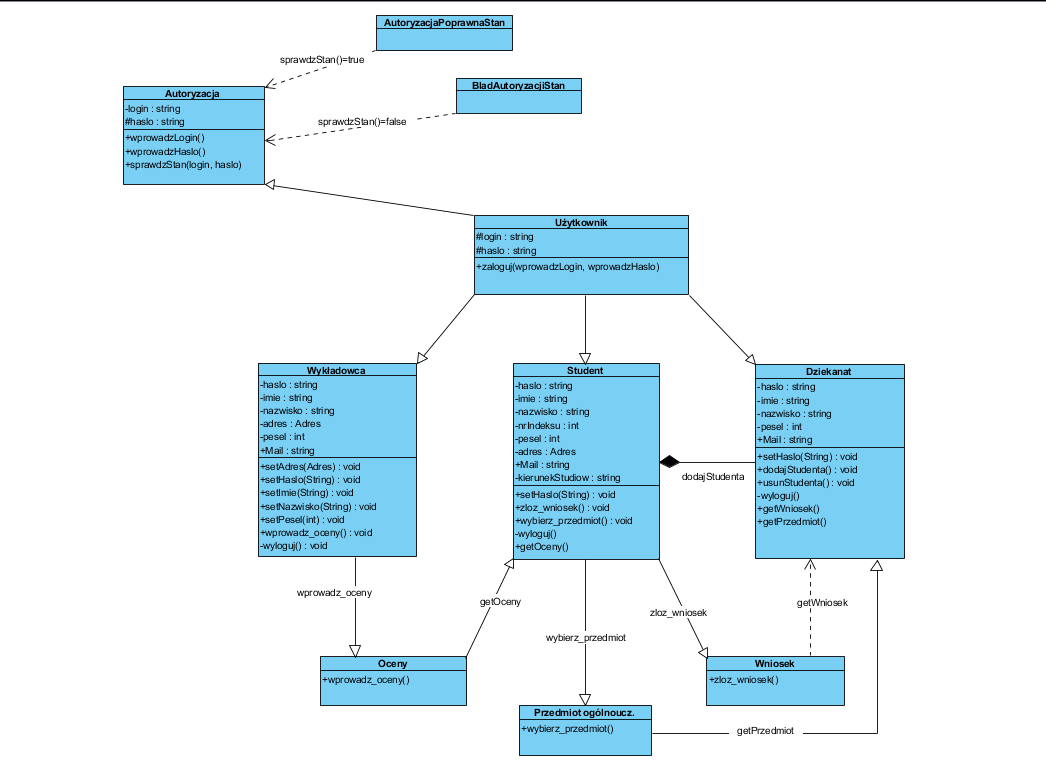 AutoryzacjaPoprawnaStan
sprawdzStan()=true
BladAutoryzacjiStan
sprawdzStan()=false
Autoryzacja
-login : string
#haslo : string
+wprowadzLogin()
+wprowadzHaslo()
+sprawdzStan(login, haslo)
Użytkownik
#login : string
#haslo : string
+zaloguj(wprowadzLogin, wprowadzHaslo)
Wykładowca
-haslo : string
-imie : string
-nazwisko : string
-adres : Adres
-pesel : int
+Mail : string
+setAdres(Adres) : void
+setHaslo(String) : void
+setImie(String) : void
+setNazwisko(String) : void
+setPesel(int) : void
+wprowadz_oceny() : void
-wyloguj() : void
Student
-haslo : string
-imie : string
-nazwisko : string
-nrIndeksu : int
-pesel : int
-adres : Adres
+Mail : string
-kierunekStudiow : string
+setHaslo(String) : void
+zloz_wniosek() : void
+wybierz_przedmiot() : void
-wyloguj()
+getOceny()
dodajStudenta
Dziekanat
-haslo : string
-imie : string
-nazwisko : string
-pesel : int
+Mail : string
+setHaslo(String) : void
+dodajStudenta() : void
+usunStudenta() : void
-wyloguj()
+getWniosek()
+getPrzedmiot()
wprowadz_oceny
getOceny
wybierz_przedmiot
zloz_wniosek
getWniosek
Oceny
+wprowadz_oceny()
Wniosek
+zloz_wniosek()
Przedmiot ogólnoucz.
+wybierz_przedmiot()
getPrzedmiot